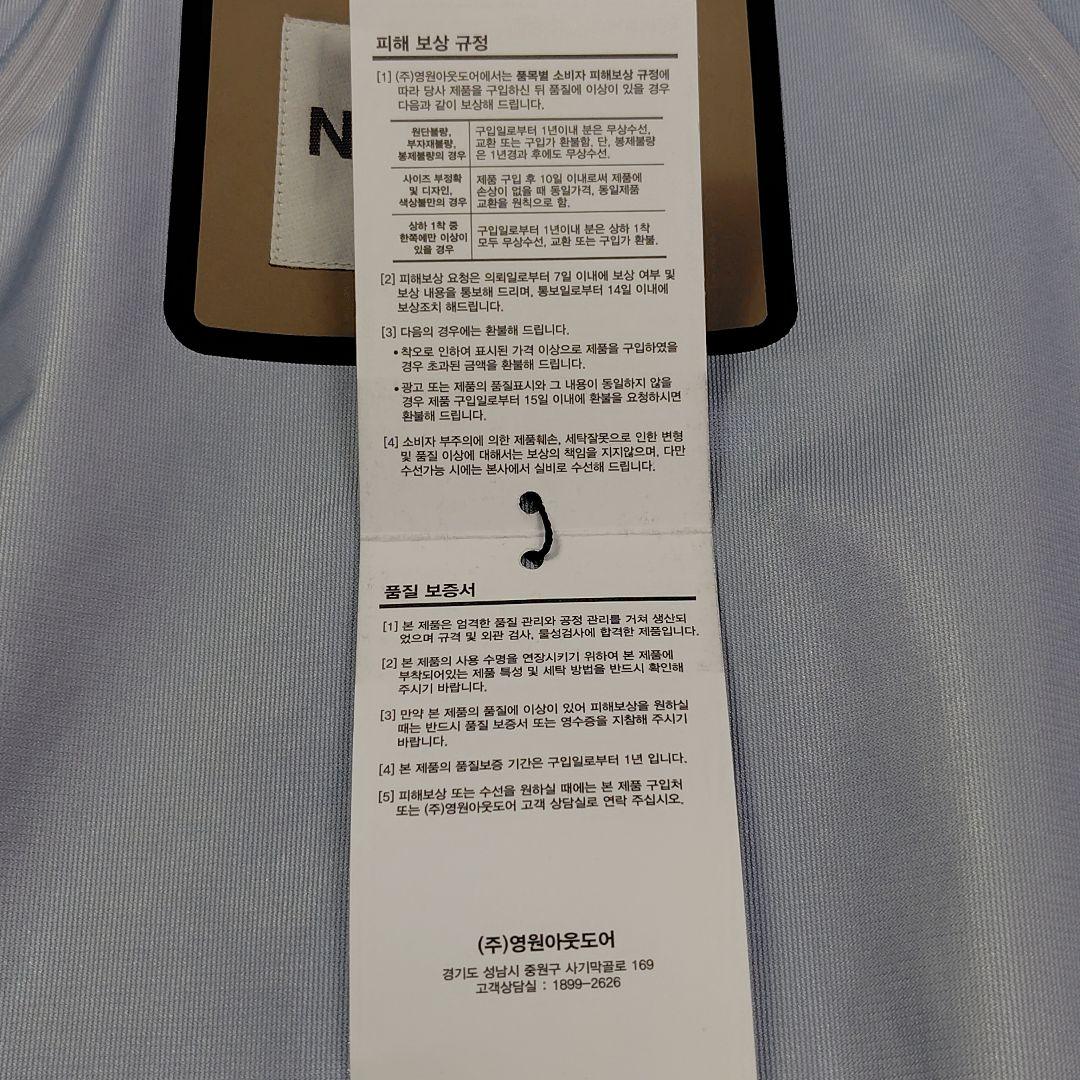 N
피해 보상 규정
[1] (주)영원아웃도어에서는 품목별 소비자 피해보상 규정에
따라 당사 제품을 구입하신 뒤 품질에 이상이 있을 경우
다음과 같이 보상해 드립니다.
원단불량,
부자재불량,
봉제불량의 경우
구입일로부터 1년이내 분은 무상수선,
교환 또는 구입가 환불함. 단, 봉제불량
은 1년경과 후에도 무상수선.
사이즈 부정확
및 디자인,
색상불만의 경우
제품 구입 후 10일 이내로써 제품에
손상이 없을 때 동일가격, 동일제품
교환을 원칙으로 함.
상하 1착 중
한쪽에만 이상이
있을 경우
구입일로부터 1년이내 분은 상하 1착
모두 무상수선, 교환 또는 구입가 환불.
[2] 피해보상 요청은 의뢰일로부터 7일 이내에 보상 여부 및
보상 내용을 통보해 드리며, 통보일로부터 14일 이내에
보상조치 해드립니다.
[3] 다음의 경우에는 환불해 드립니다.
• 착오로 인하여 표시된 가격 이상으로 제품을 구입하였을
경우 초과된 금액을 환불해 드립니다.
• 광고 또는 제품의 품질표시와 그 내용이 동일하지 않을
경우 제품 구입일로부터 15일 이내에 환불을 요청하시면
환불해 드립니다.
[4] 소비자 부주의에 의한 제품훼손, 세탁잘못으로 인한 변형
및 품질 이상에 대해서는 보상의 책임을 지지않으며, 다만
수선가능 시에는 본사에서 실비로 수선해 드립니다.
품질 보증서
[1] 본 제품은 엄격한 품질 관리와 공정 관리를 거쳐 생산되
었으며 규격 및 외관 검사, 물성검사에 합격한 제품입니다.
[2] 본 제품의 사용 수명을 연장시키기 위하여 본 제품에
부착되어있는 제품 특성 및 세탁 방법을 반드시 확인해
주시기 바랍니다.
[3] 만약 본 제품의 품질에 이상이 있어 피해보상을 원하실
때는 반드시 품질 보증서 또는 영수증을 지참해 주시기
바랍니다.
[4] 본 제품의 품질보증 기간은 구입일로부터 1년 입니다.
[5] 피해보상 또는 수선을 원하실 때에는 본 제품 구입처
또는 (주)영원아웃도어 고객 상담실로 연락 주십시오.
(주)영원아웃도어
경기도 성남시 중원구 사기막골로 169
고객상담실 : 1899-2626